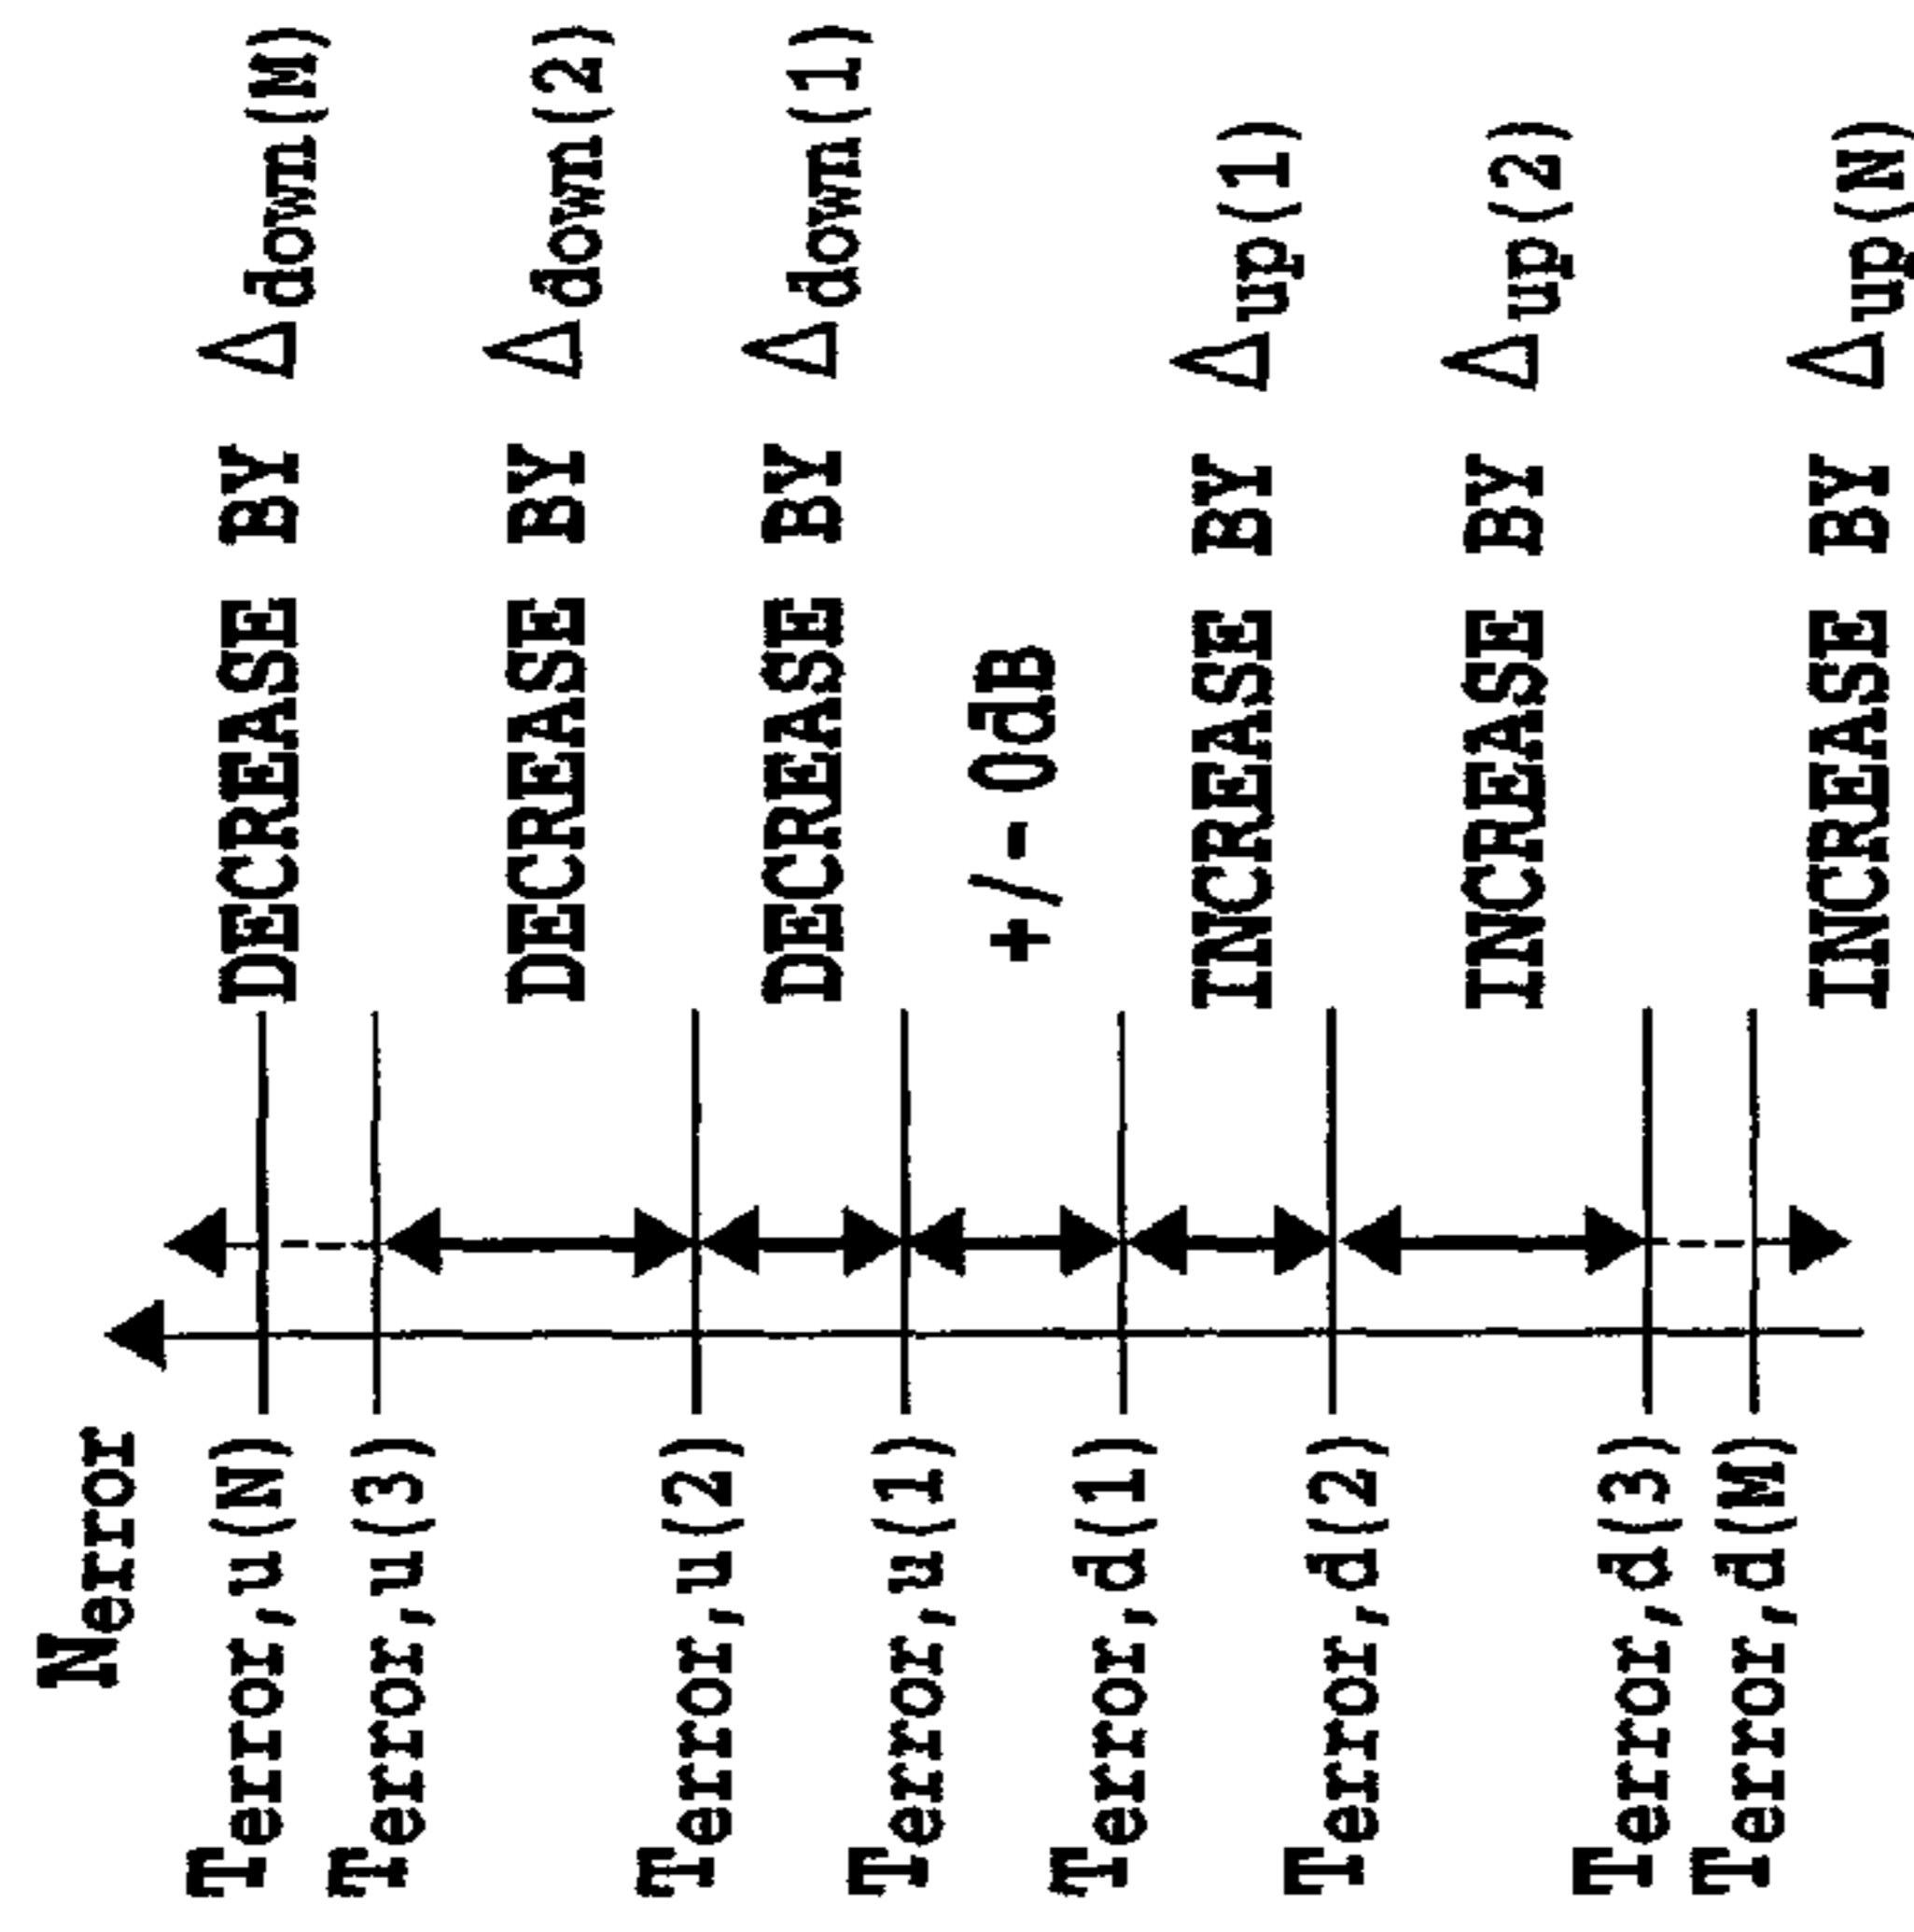 Nerror
Terror,u(N)
DECREASE BY Δdown(M)
Terror,u(3)
DECREASE BY Δdown(2)
Terror,u(2)
DECREASE BY Δdown(1)
Terror,u(1)
+/- 0dB
Terror,d(1)
INCREASE BY Δup(1)
Terror,d(2)
INCREASE BY Δup(2)
Terror,d(3)
Terror,d(M)
INCREASE BY Δup(N)